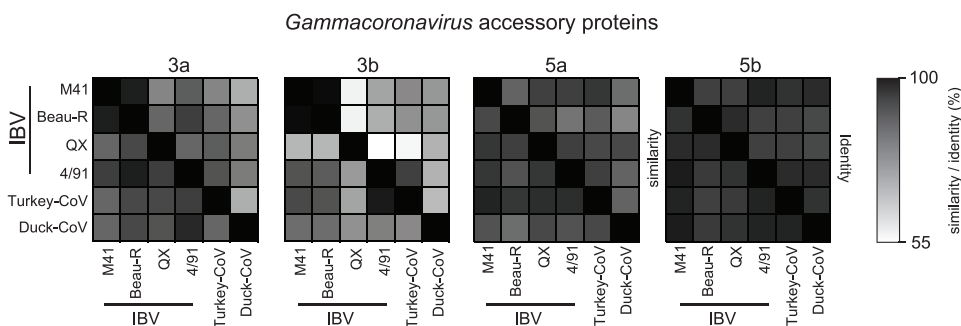 Gammacoronavirus accessory proteins
3a
3b
5a
5b
IBV
M41
Beau-R
QX
4/91
Turkey-CoV
Duck-CoV
similarity
Identity
100
55
similarity / identity (%)
M41
Beau-R
QX
4/91
Turkey-CoV
Duck-CoV
IBV
M41
Beau-R
QX
4/91
Turkey-CoV
Duck-CoV
IBV
M41
Beau-R
QX
4/91
Turkey-CoV
Duck-CoV
IBV
M41
Beau-R
QX
4/91
Turkey-CoV
Duck-CoV
IBV